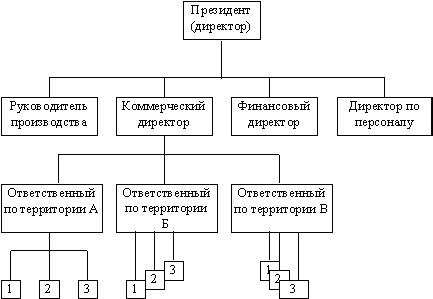 Президент
(директор)
Руководитель
производства
Коммерческий
директор
Финансовый
директор
Директор по
персоналу
Ответственный
по территории А
Ответственный
по территории
Б
Ответственный
по территории В
1
2
3
1
2
3
1
2
3